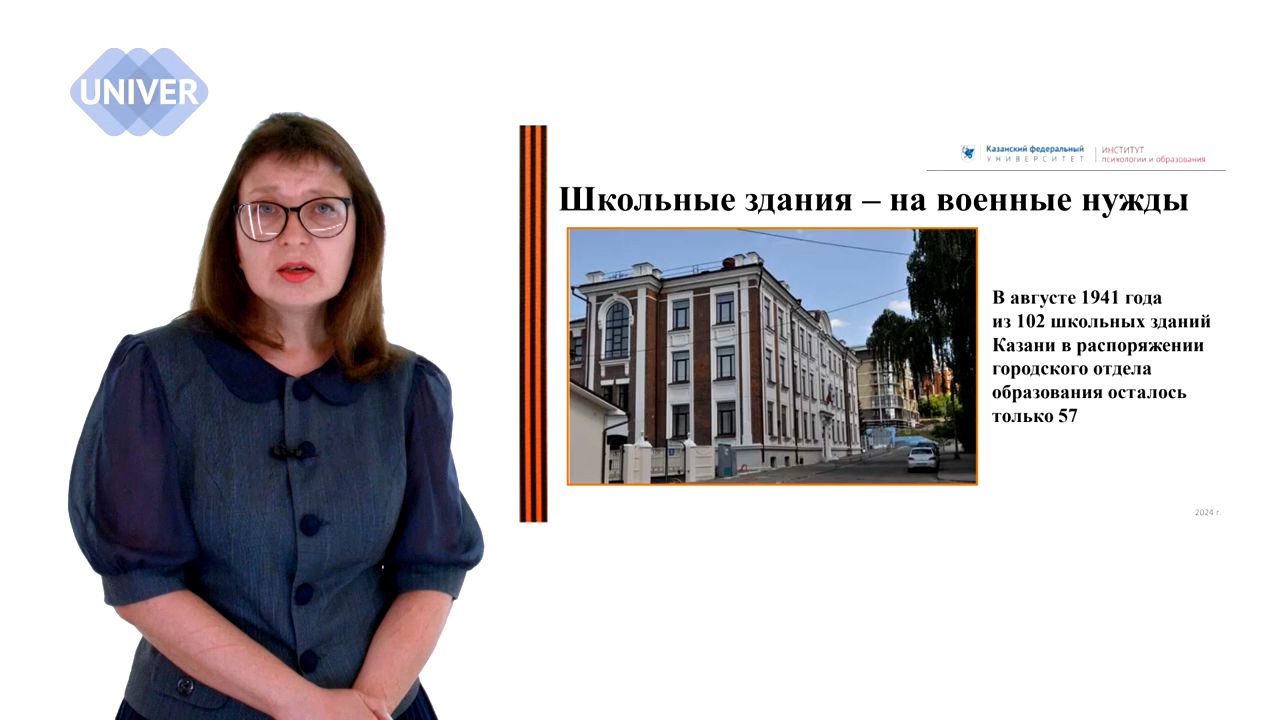 UNIVER
Казанский федеральный
УНИВЕРСИТЕТ
ИНСТИТУТ
психологии и образования
Школьные здания – на военные нужды
В августе 1941 года
из 102 школьных зданий
Казани в распоряжении
городского отдела
образования осталось
только 57
2024 г.